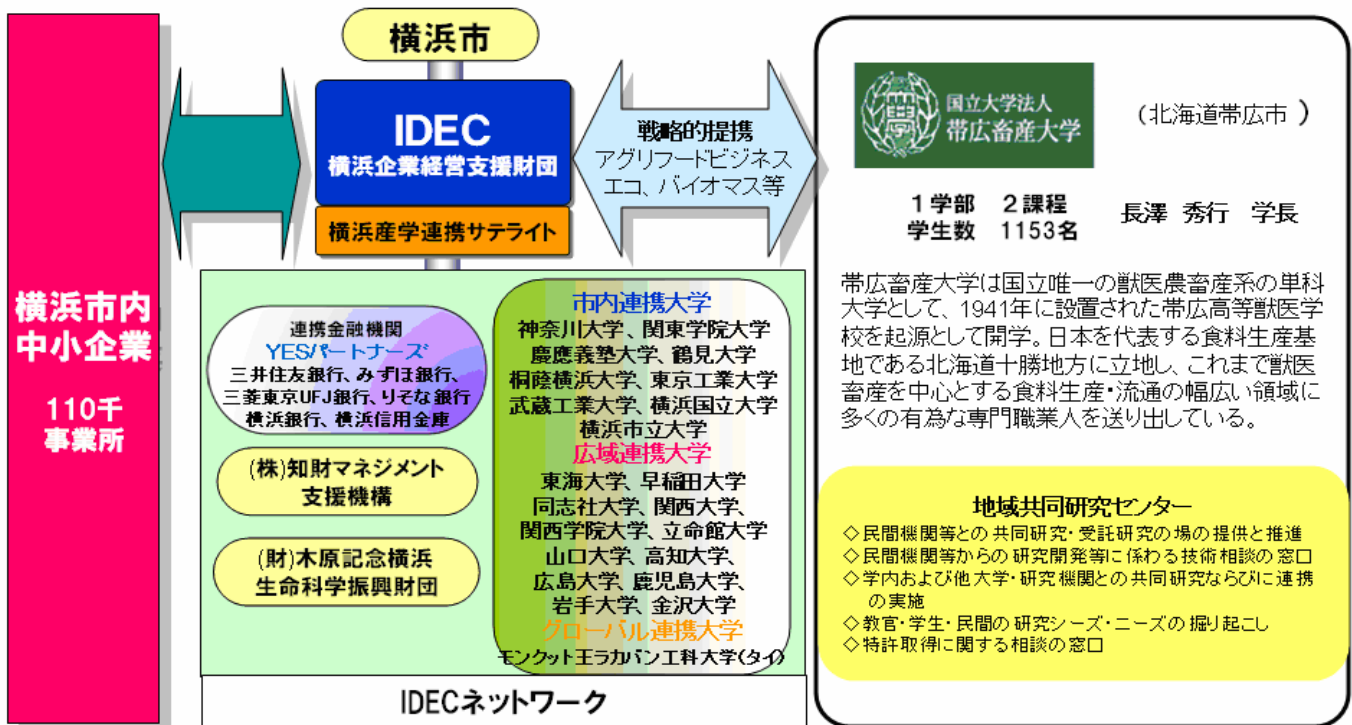 横浜市内
中小企業
110千
事業所
横浜市
IDEC
横浜企業経営支援財団
横浜産学連携サテライト
戦略的提携
アグリフードビジネス
エコ、バイオマス等
連携金融機関
YESパートナーズ
三井住友銀行、みずほ銀行、
三菱東京UFJ銀行、りそな銀行
横浜銀行、横浜信用金庫
(株)知財マネジメント
支援機構
(財)木原記念横浜
生命科学振興財団
市内連携大学
神奈川大学、関東学院大学
慶應義塾大学、鶴見大学
桐蔭横浜大学、東京工業大学
武蔵工業大学、横浜国立大学
横浜市立大学
広域連携大学
東海大学、早稲田大学
同志社大学、関西大学、
関西学院大学、立命館大学
山口大学、高知大学、
広島大学、鹿児島大学、
岩手大学、金沢大学
グローバル連携大学
モンクット王ラカバン工科大学(タイ)
IDECネットワーク
国立大学法人
帯広畜産大学
(北海道帯広市 )
1学部 2課程
学生数 1153名
長澤 秀行 学長
帯広畜産大学は国立唯一の獣医農畜産系の単科
大学として、1941年に設置された帯広高等獣医学
校を起源として開学。日本を代表する食料生産基
地である北海道十勝地方に立地し、これまで獣医
畜産を中心とする食料生産・流通の幅広い領域に
多くの有為な専門職業人を送り出している。
地域共同研究センター
◇民間機関等との共同研究・受託研究の場の提供と推進
◇民間機関等からの研究開発等に係わる技術相談の窓口
◇学内および他大学・研究機関との共同研究ならびに連携
の実施
◇教官・学生・民間の研究シーズ・ニーズの掘り起こし
◇特許取得に関する相談の窓口